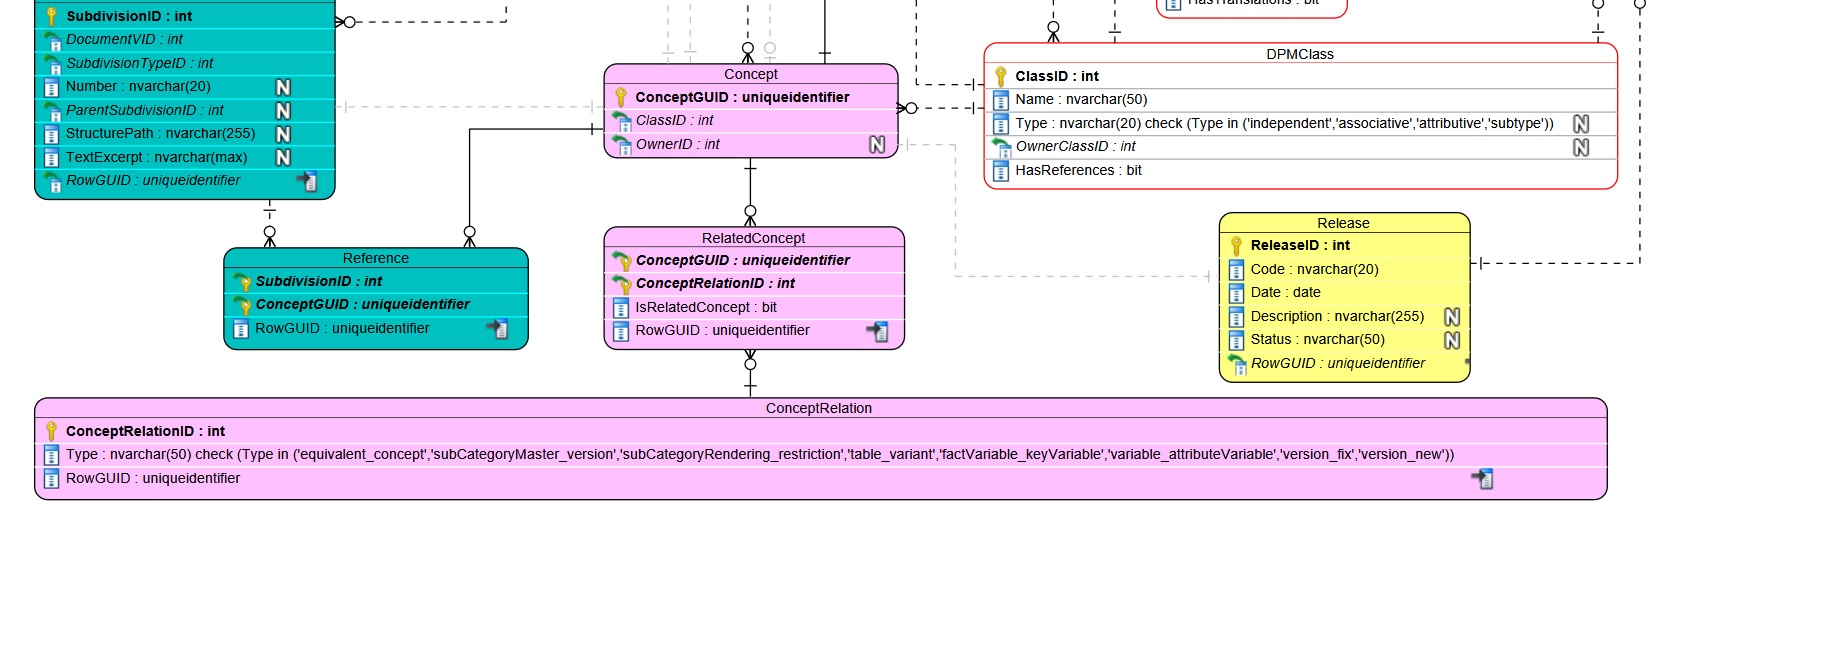 HasTranslations : bit
SubdivisionID : int
DocumentVID : int
SubdivisionTypeID : int
Number : nvarchar(20) N
ParentSubdivisionID : int N
StructurePath : nvarchar(255) N
TextExcerpt : nvarchar(max) N
RowGUID : uniqueidentifier
Concept
ConceptGUID : uniqueidentifier
ClassID : int
OwnerID : int N
DPMClass
ClassID : int
Name : nvarchar(50)
Type : nvarchar(20) check (Type in ('independent','associative','attributive','subtype')) N
OwnerClassID : int N
HasReferences : bit
Reference
SubdivisionID : int
ConceptGUID : uniqueidentifier
RowGUID : uniqueidentifier
RelatedConcept
ConceptGUID : uniqueidentifier
ConceptRelationID : int
IsRelatedConcept : bit
RowGUID : uniqueidentifier
Release
ReleaseID : int
Code : nvarchar(20)
Date : date
Description : nvarchar(255) N
Status : nvarchar(50) N
RowGUID : uniqueidentifier
ConceptRelation
ConceptRelationID : int
Type : nvarchar(50) check (Type in ('equivalent_concept','subCategoryMaster_version','subCategoryRendering_restriction','table_variant','factVariable_keyVariable','variable_attributeVariable','version_fix','version_new'))
RowGUID : uniqueidentifier